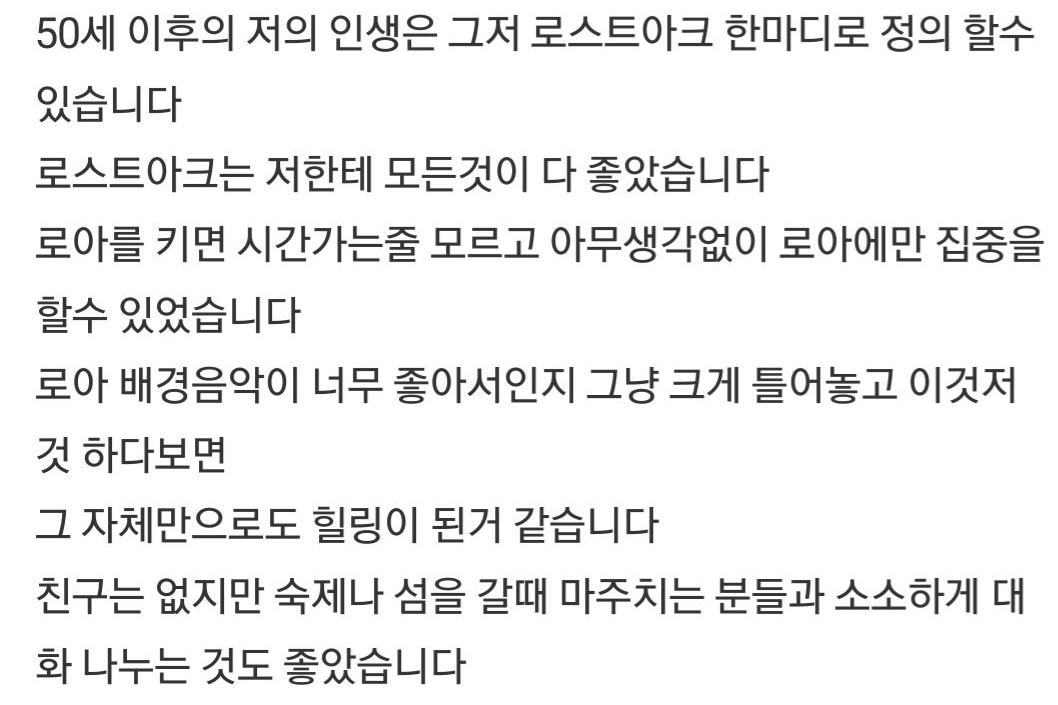 50세 이후의 저의 인생은 그저 로스트아크 한마디로 정의 할수
있습니다
로스트아크는 저한테 모든것이 다 좋았습니다
로아를 키면 시간가는줄 모르고 아무생각없이 로아에만 집중을
할수 있었습니다
로아 배경음악이 너무 좋아서인지 그냥 크게 틀어놓고 이것저
것 하다보면
그 자체만으로도 힐링이 된거 같습니다
친구는 없지만 숙제나 섬을 갈때 마주치는 분들과 소소하게 대
화 나누는 것도 좋았습니다